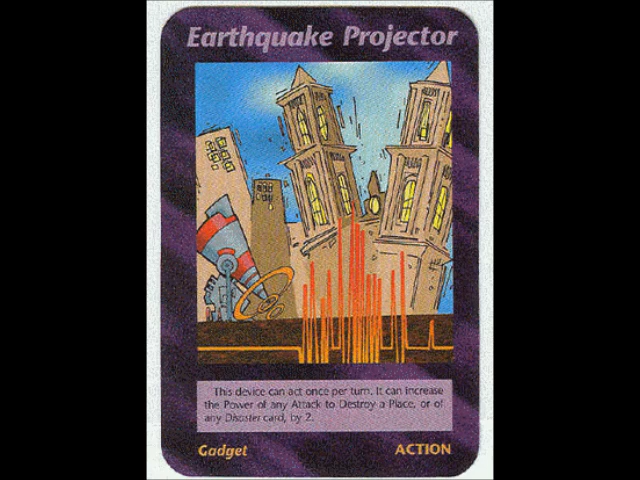 Earthquake Projector
This device can act once per turn. It can increase
the Power of any Attack to Destroy a Place, or of
any Disaster card, by 2.
Gadget
ACTION